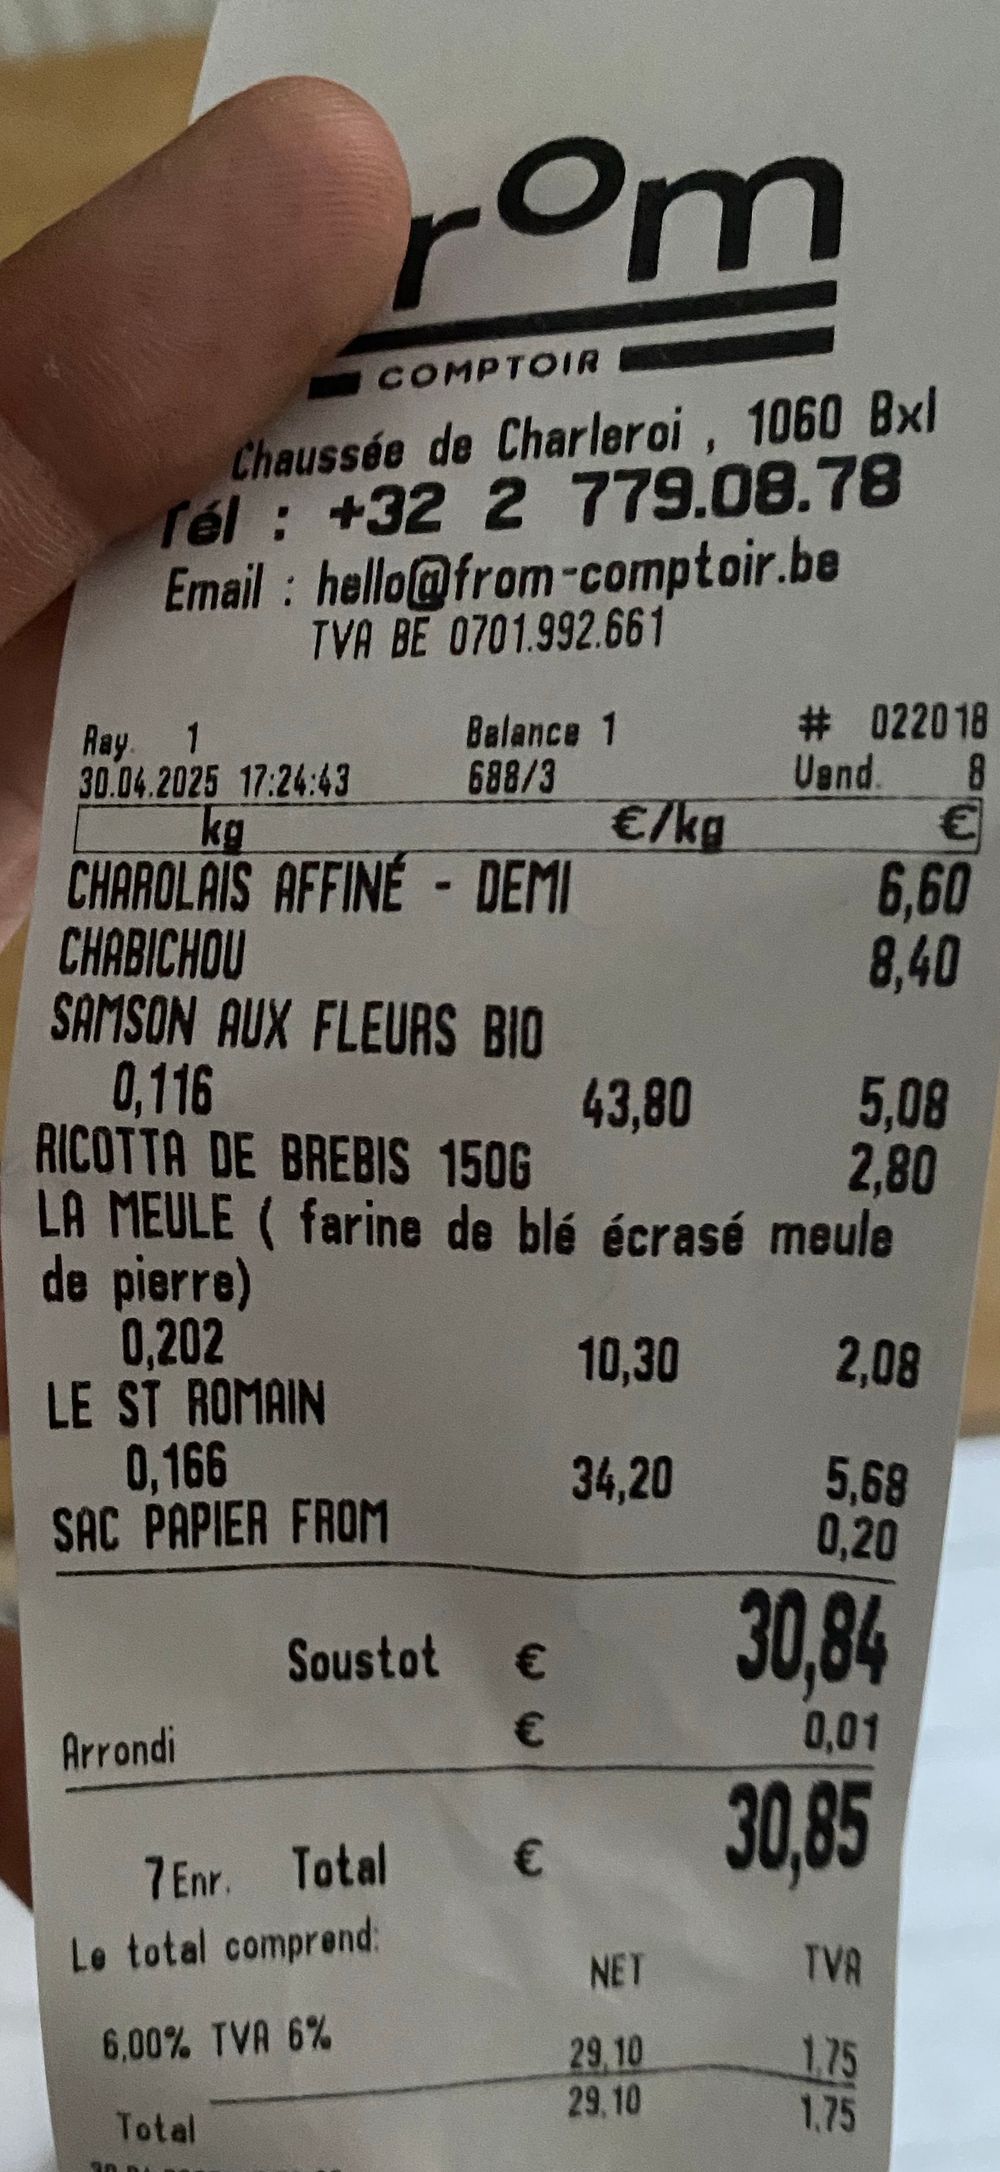 rom
COMPTOIR
Chaussée de Charleroi , 1060 Bxl
Tél : +32 2 779.08.78
Email : hello@from-comptoir.be
TVA BE 0701.992.661
Ray. 1 Balance 1 # 022018
30.04.2025 17:24:43 688/3 Vend. 8
kg €/kg €
CHAROLAIS AFFINÉ - DEMI 6,60
CHABICHOU 8,40
SAMSON AUX FLEURS BIO
0,116 43,80 5,08
RICOTTA DE BREBIS 150G 2,80
LA MEULE ( farine de blé écrasé meule
de pierre)
0,202 10,30 2,08
LE ST ROMAIN
0,166 34,20 5,68
SAC PAPIER FROM 0,20
Soustot € 30,84
Arrondi € 0,01
7 Enr. Total € 30,85
Le total comprend:
NET TVA
6,00% TVA 6% 29,10 1,75
Total 29,10 1,75